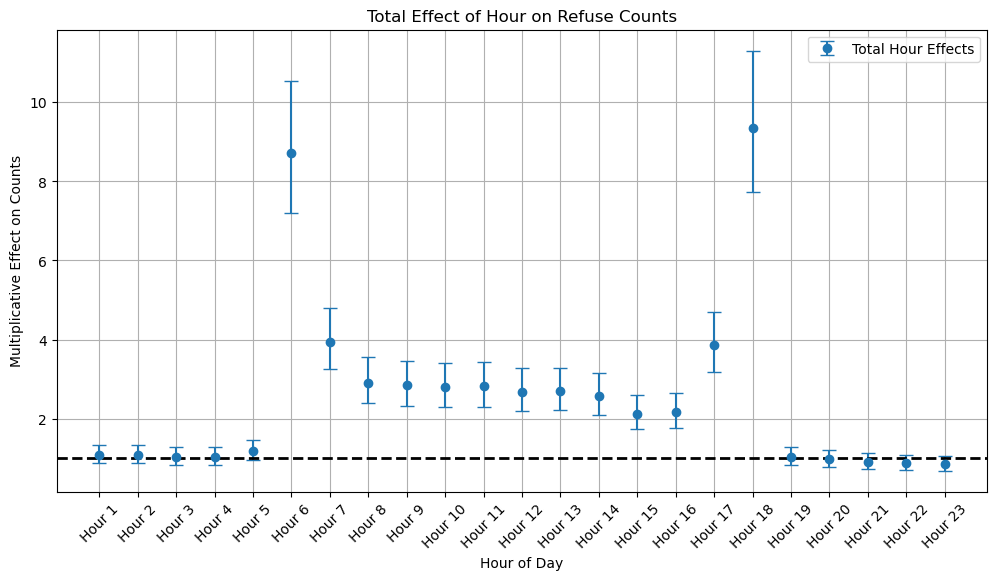 Total Effect of Hour on Refuse Counts
Total Hour Effects
Multiplicative Effect on Counts
10
8
6
4
2
Hour 1
Hour 2
Hour 3
Hour 4
Hour 5
Hour 6
Hour 7
Hour 8
Hour 9
Hour 10
Hour 11
Hour 12
Hour 13
Hour 14
Hour 15
Hour 16
Hour 17
Hour 18
Hour 19
Hour 20
Hour 21
Hour 22
Hour 23
Hour of Day